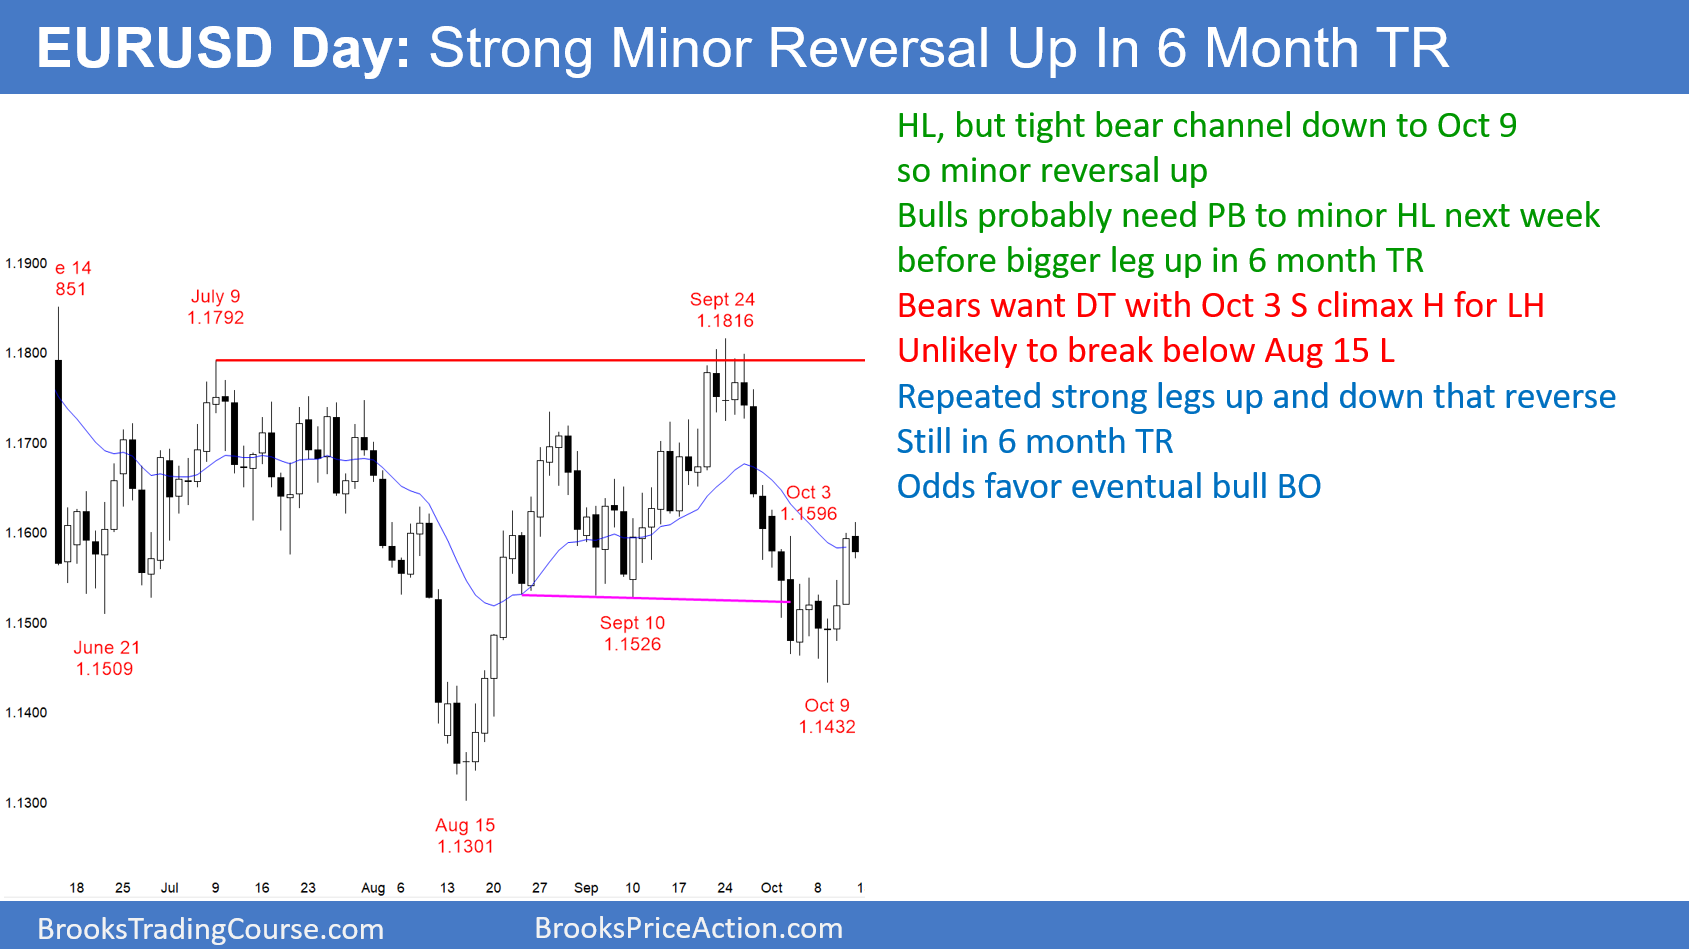 EURUSD Day: Strong Minor Reversal Up In 6 Month TR
HL, but tight bear channel down to Oct 9
so minor reversal up
Bulls probably need PB to minor HL next week
before bigger leg up in 6 month TR
Bears want DT with Oct 3 S climax H for LH
Unlikely to break below Aug 15 L
Repeated strong legs up and down that reverse
Still in 6 month TR
Odds favor eventual bull BO
1.1900
1.1800
1.1700
1.1600
1.1500
1.1400
1.1300
e 14
851
July 9
1.1792
Sept 24
1.1816
Oct 3
1.1596
June 21
1.1509
Sept 10
1.1526
Oct 9
1.1432
Aug 15
1.1301
18 25 Jul 9 16 23 Aug 6 13 20 27 Sep 10 17 24 Oct 8 1
BrooksTradingCourse.com BrooksPriceAction.com